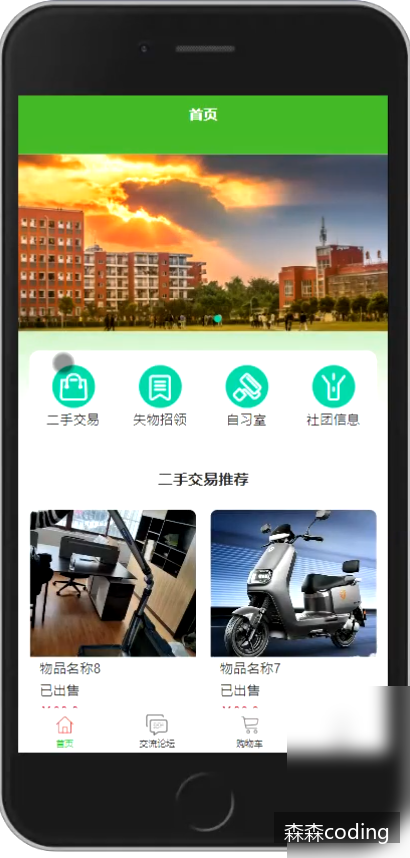 首页
二手交易 失物招领 自习室 社团信息
二手交易推荐
物品名称8 物品名称7
已出售 已出售
首页 交流论坛 购物车
森森coding